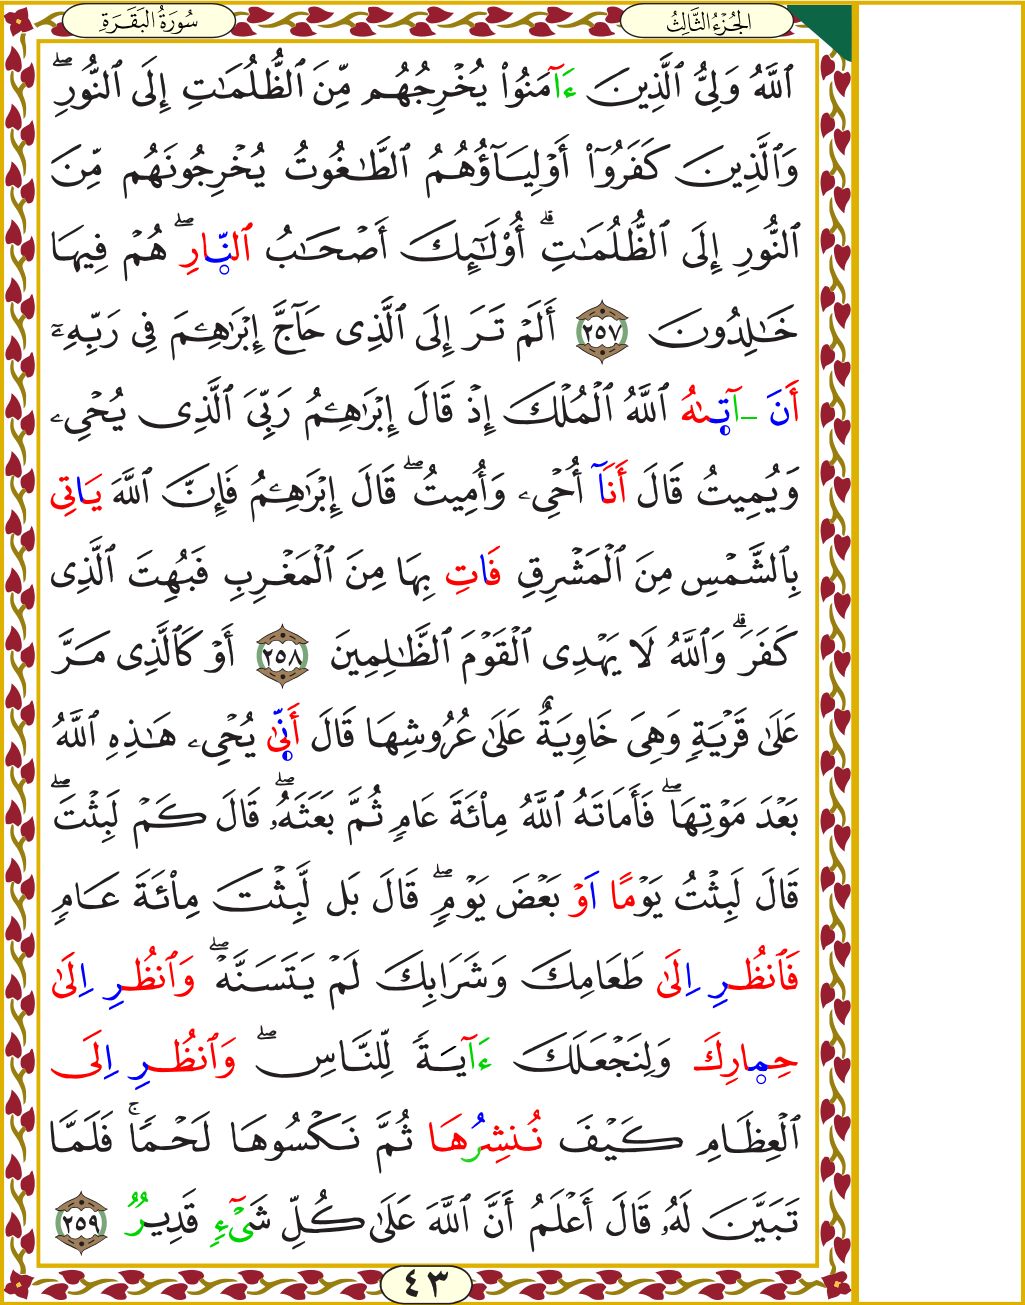 الجُزْءُ الثَّالِثُ
سُورَةُ البَقَرَةِ
ٱللَّهُ وَلِيُّ ٱلَّذِينَ ءَآمَنُوا۟ يُخْرِجُهُم مِّنَ ٱلظُّلُمَٰتِ إِلَى ٱلنُّورِۖ
وَٱلَّذِينَ كَفَرُوٓا۟ أَوْلِيَآؤُهُمُ ٱلطَّٰغُوتُ يُخْرِجُونَهُم مِّنَ
ٱلنُّورِ إِلَى ٱلظُّلُمَٰتِۗ أُو۟لَٰٓئِكَ أَصْحَٰبُ ٱلنّ۪ارِۖ هُمْ فِيهَا
خَٰلِدُونَ ٢٥٧ أَلَمْ تَرَ إِلَى ٱلَّذِى حَآجَّ إِبْرَٰهِـۧمَ فِى رَبِّهِۦٓ
أَنَ ـآت۪ىٰهُ ٱللَّهُ ٱلْمُلْكَ إِذْ قَالَ إِبْرَٰهِـۧمُ رَبِّىَ ٱلَّذِى يُحْىِۦ
وَيُمِيتُ قَالَ أَنَآ أُحْىِۦ وَأُمِيتُۖ قَالَ إِبْرَٰهِـۧمُ فَإِنَّ ٱللَّهَ يَاتِى
بِٱلشَّمْسِ مِنَ ٱلْمَشْرِقِ فَاتِ بِهَا مِنَ ٱلْمَغْرِبِ فَبُهِتَ ٱلَّذِى
كَفَرَۗ وَٱللَّهُ لَا يَهْدِى ٱلْقَوْمَ ٱلظَّٰلِمِينَ ٢٥٨ أَوْ كَٱلَّذِى مَرَّ
عَلَىٰ قَرْيَةٍ وَهِىَ خَاوِيَةٌ عَلَىٰ عُرُوشِهَا قَالَ أَنّ۪ىٰ يُحْىِۦ هَٰذِهِ ٱللَّهُ
بَعْدَ مَوْتِهَاۖ فَأَمَاتَهُ ٱللَّهُ مِا۟ئَةَ عَامٍ ثُمَّ بَعَثَهُۥۖ قَالَ كَمْ لَبِثْتَۖ
قَالَ لَبِثْتُ يَوْمًا اَوْ بَعْضَ يَوْمٍۖ قَالَ بَل لَّبِثْتَ مِا۟ئَةَ عَامٍ
فَٱنظُرِ اِلَىٰ طَعَامِكَ وَشَرَابِكَ لَمْ يَتَسَنَّهْۖ وَٱنظُرِ اِلَىٰ
حِم۪ارِكَ وَلِنَجْعَلَكَ ءَآيَةً لِّلنَّاسِۖ وَٱنظُرِ اِلَى
ٱلْعِظَامِ كَيْفَ نُنشِرُهَا ثُمَّ نَكْسُوهَا لَحْمًاۚ فَلَمَّا
تَبَيَّنَ لَهُۥ قَالَ أَعْلَمُ أَنَّ ٱللَّهَ عَلَىٰ كُلِّ شَىْٓءٍ قَدِيرٌ ٢٥٩
٤٣